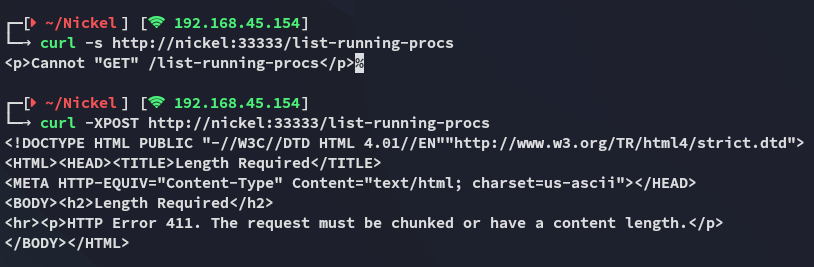 [ ~/Nickel ] [ 192.168.45.154]
→ curl -s http://nickel:33333/list-running-procs
<p>Cannot "GET" /list-running-procs</p>%
[ ~/Nickel ] [ 192.168.45.154]
→ curl -XPOST http://nickel:33333/list-running-procs
<!DOCTYPE HTML PUBLIC "-//W3C//DTD HTML 4.01//EN""http://www.w3.org/TR/html4/strict.dtd">
<HTML><HEAD><TITLE>Length Required</TITLE>
<META HTTP-EQUIV="Content-Type" Content="text/html; charset=us-ascii"></HEAD>
<BODY><h2>Length Required</h2>
<hr><p>HTTP Error 411. The request must be chunked or have a content length.</p>
</BODY></HTML>